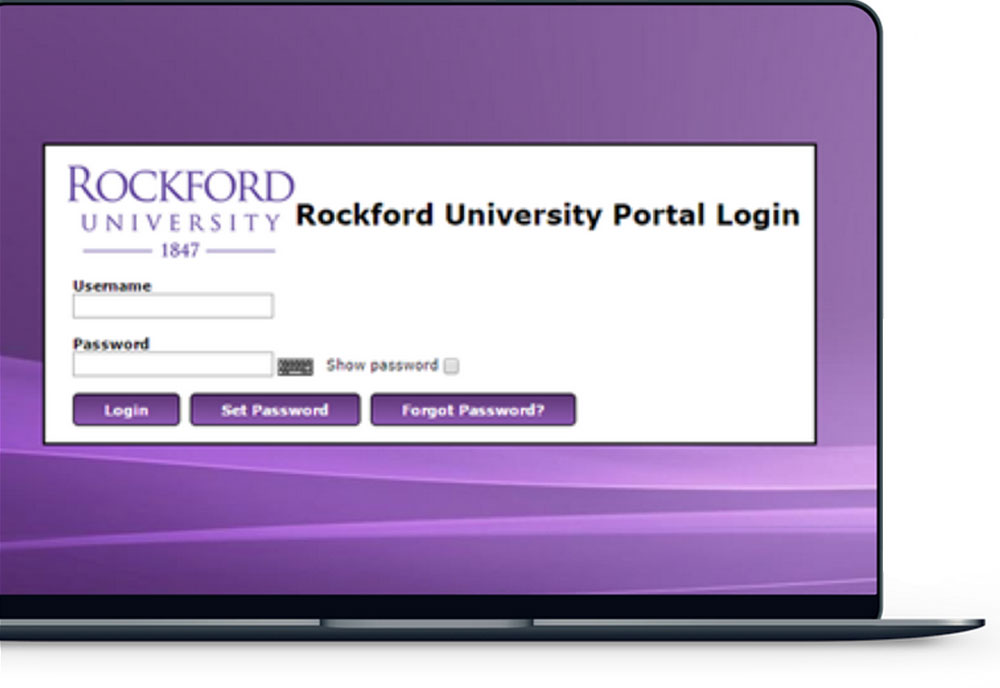 ROCKFORD
UNIVERSITY
1847
Rockford University Portal Login
Username
Password
Show password
Login Set Password Forgot Password?